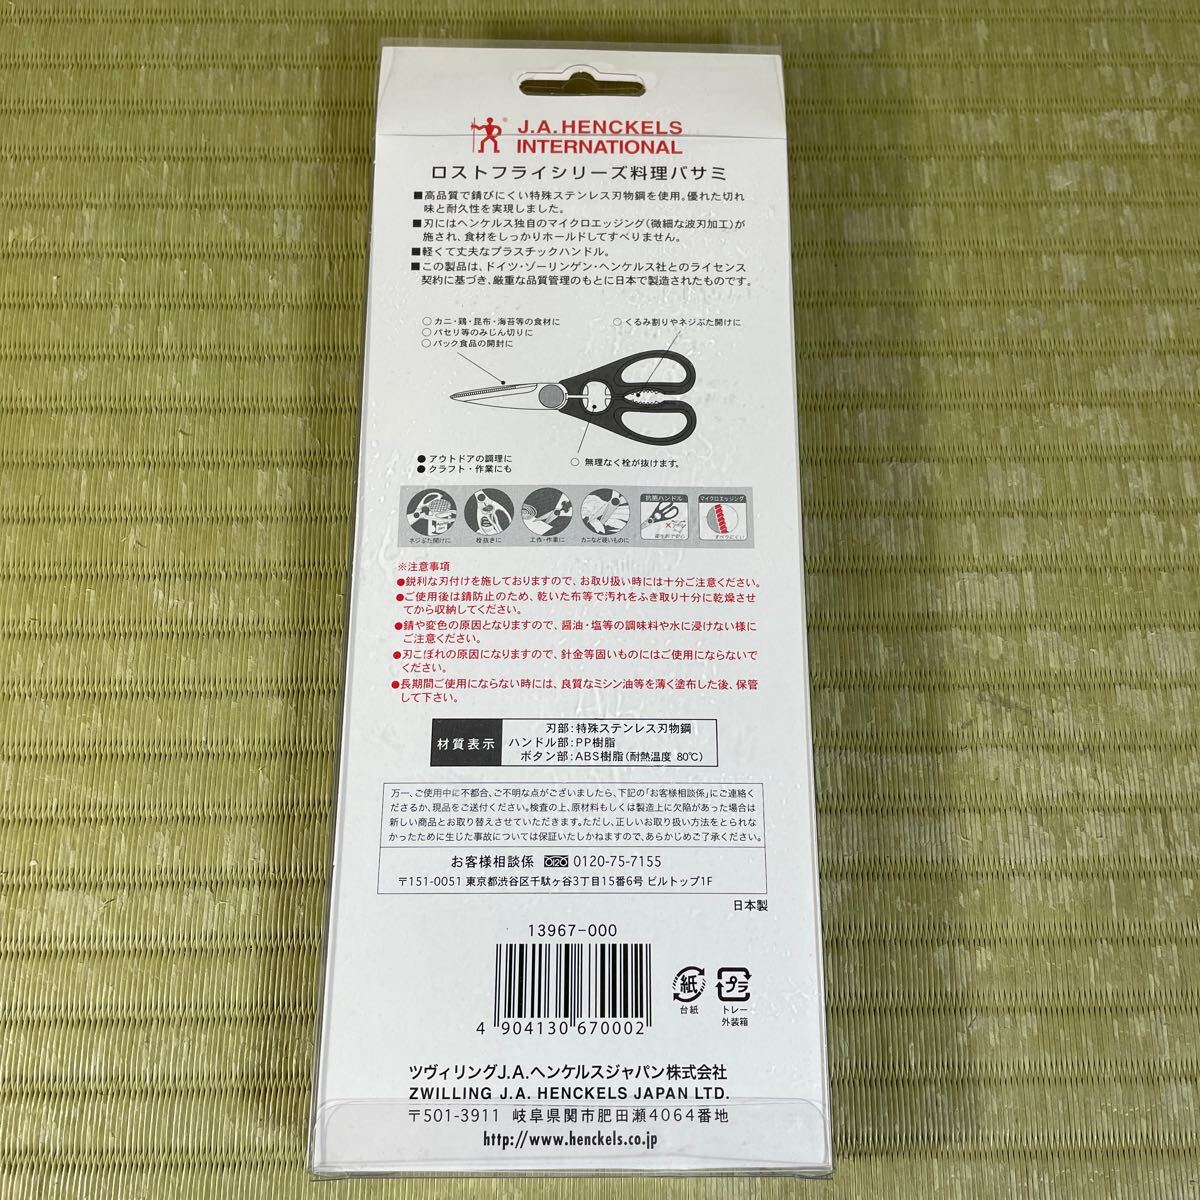 J.A.HENCKELS
INTERNATIONAL
ロストフライシリーズ料理バサミ
■高品質で錆びにくい特殊ステンレス刃物鋼を使用。優れた切れ
味と耐久性を実現しました。
■刃にはヘンケルス独自のマイクロエッジング(微細な波刃加工)が
施され、食材をしっかりホールドしてすべりません。
■軽くて丈夫なプラスチックハンドル。
■この製品は、ドイツ・ゾーリンゲン・ヘンケルス社とのライセンス
契約に基づき、厳重な品質管理のもとに日本で製造されたものです。
○カニ・鶏・昆布・海苔等の食材に
○パセリ等のみじん切りに
○パック食品の開封に
○くるみ割りやネジぶた開けに
●アウトドアの調理に
●クラフト・作業にも
○無理なく栓が抜けます。
抗菌ハンドル
マイクロエッジング
ネジぶた開けに
栓抜きに
工作・作業に
カニなど硬いものに
衛生的で安心
すべりにくい
※注意事項
●鋭利な刃付けを施しておりますので、お取り扱い時には十分ご注意ください。
●ご使用後は錆防止のため、乾いた布等で汚れをふき取り十分に乾燥させ
てから収納してください。
●錆や変色の原因となりますので、醤油・塩等の調味料や水に浸けない様に
ご注意ください。
●刃こぼれの原因になりますので、針金等固いものにはご使用にならないで
ください。
●長期間ご使用にならない時には、良質なミシン油等を薄く塗布した後、保管
して下さい。
材質表示
刃部:特殊ステンレス刃物鋼
ハンドル部:PP樹脂
ボタン部:ABS樹脂(耐熱温度 80℃)
万一、ご使用中に不都合、ご不明な点がございましたら、下記の「お客様相談係」にご連絡く
ださるか、現品をご送付ください。検査の上、原材料もしくは製造上に欠陥があった場合は
新しい商品とお取り替えさせていただきます。ただし、正しいお取り扱い方法をとられな
かったために生じた事故については保証いたしかねますので、あらかじめご了承ください。
お客様相談係 0120-75-7155
〒151-0051 東京都渋谷区千駄ヶ谷3丁目15番6号 ビルトップ1F
日本製
13967-000
4 904130 670002
紙
台紙
プラ
トレー
外装箱
ツヴィリングJ.A.ヘンケルスジャパン株式会社
ZWILLING J.A. HENCKELS JAPAN LTD.
〒501-3911 岐阜県関市肥田瀬4064番地
http://www.henckels.co.jp